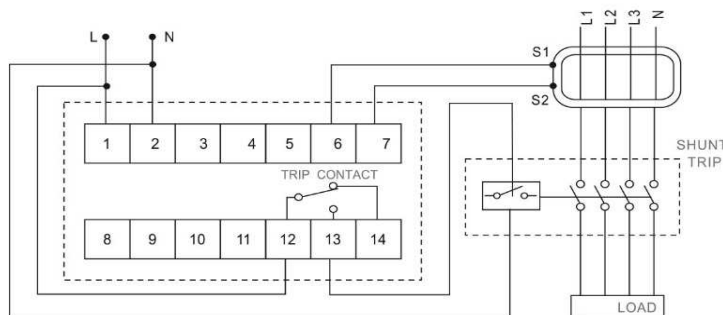 L N
L1 L2 L3 N
S1
S2
1 2 3 4 5 6 7
TRIP CONTACT
8 9 10 11 12 13 14
SHUNT
TRIP
LOAD